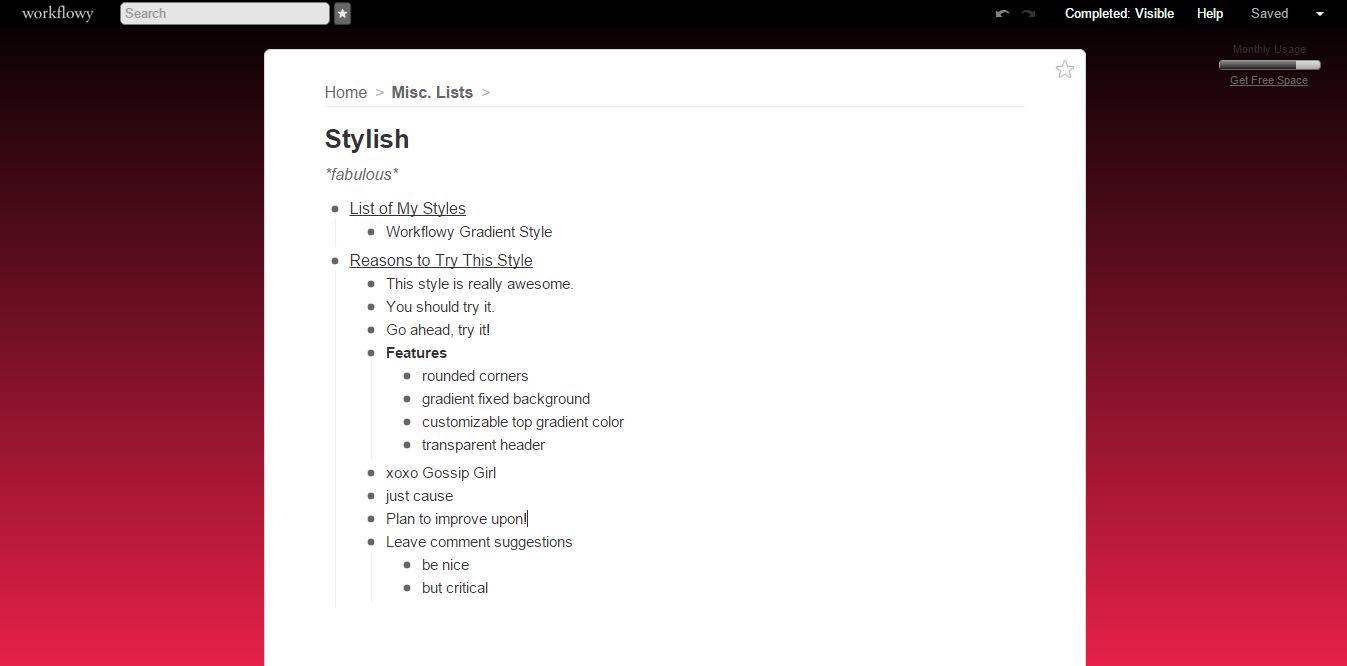 workflowy
Search
Completed: Visible
Help
Saved
Monthly Usage
Get Free Space
Home > Misc. Lists >
Stylish
*fabulous*
List of My Styles
Workflowy Gradient Style
Reasons to Try This Style
This style is really awesome.
You should try it.
Go ahead, try it!
Features
rounded corners
gradient fixed background
customizable top gradient color
transparent header
xoxo Gossip Girl
just cause
Plan to improve upon!
Leave comment suggestions
be nice
but critical